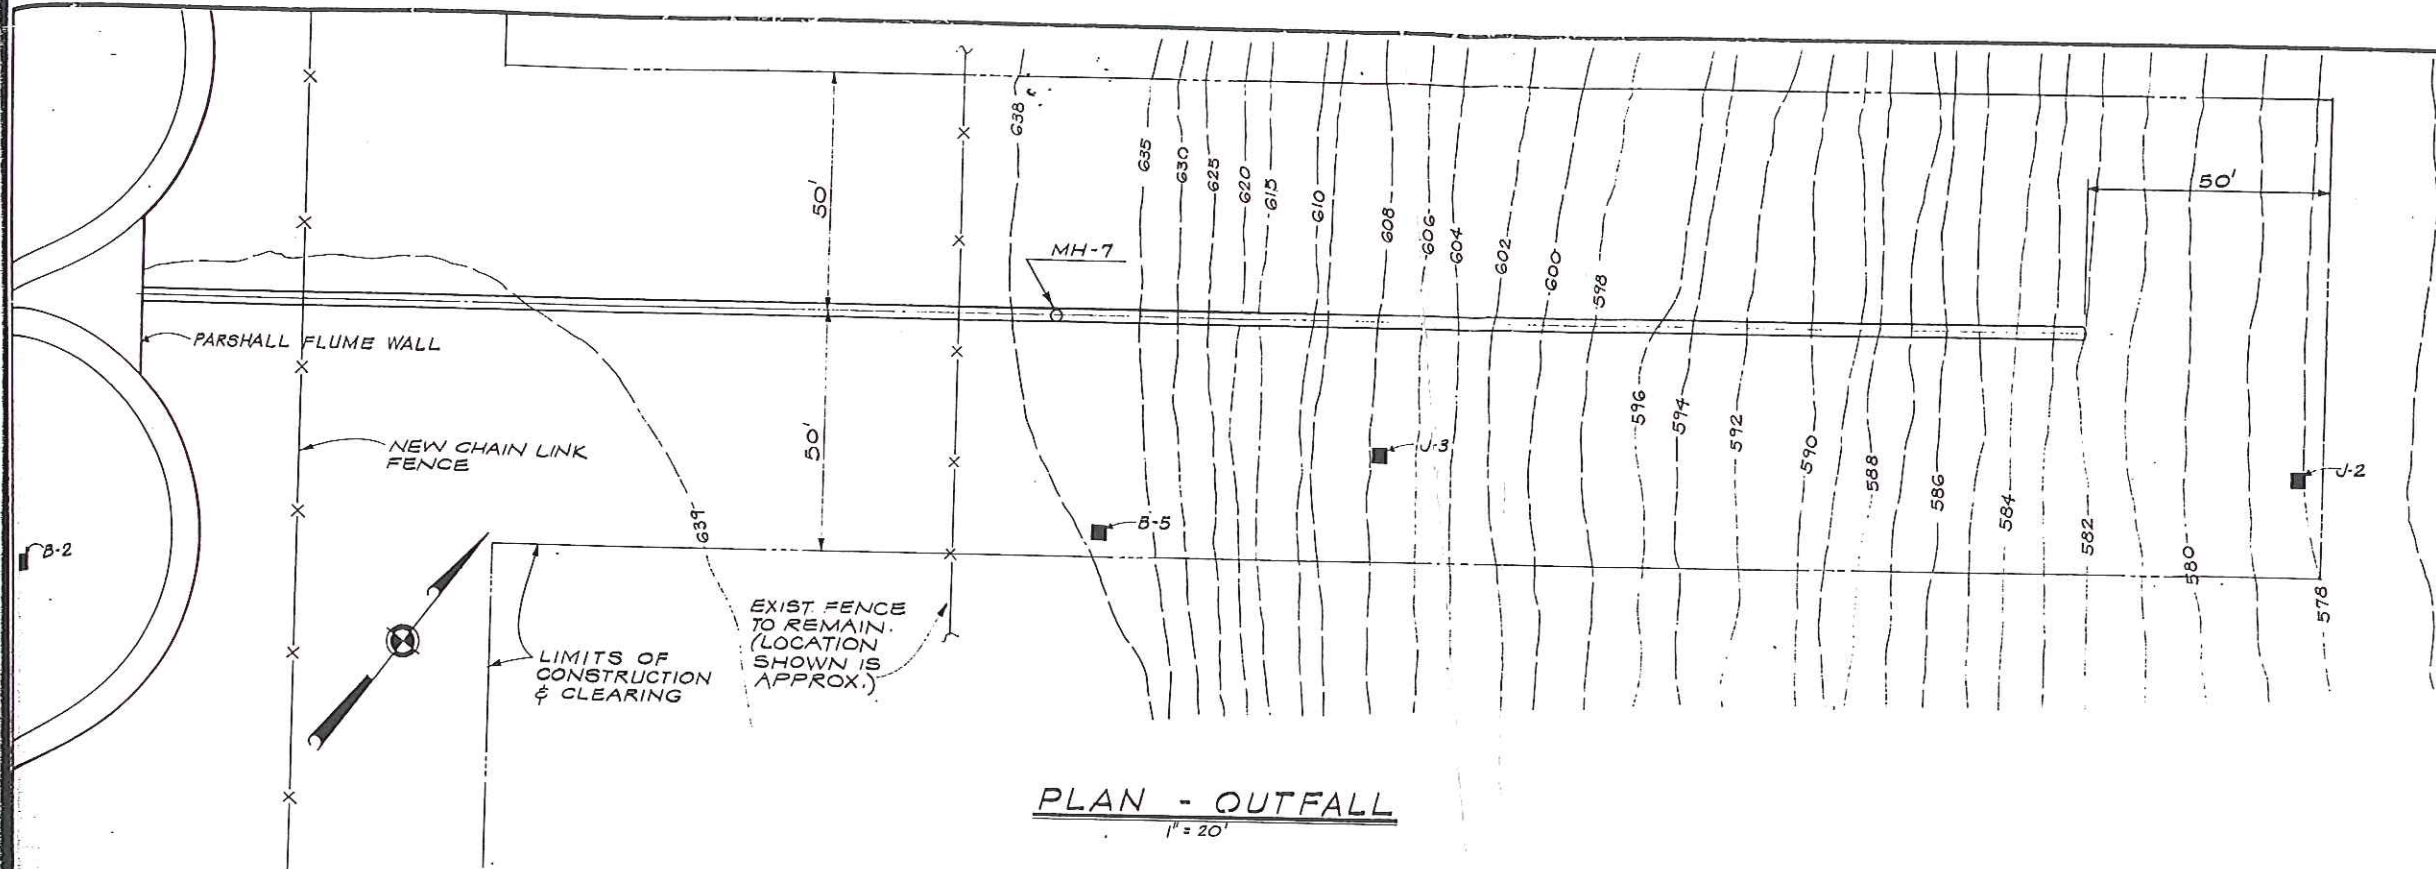 50'
638
635
630
625
620
615
610
608
606
604
602
600
598
50'
MH-7
PARSHALL FLUME WALL
NEW CHAIN LINK
FENCE
50'
596
594
592
590
588
586
584
582
580
578
J-3
J-2
B-5
B-2
639
EXIST. FENCE
TO REMAIN.
(LOCATION
SHOWN IS
APPROX.)
LIMITS OF
CONSTRUCTION
& CLEARING
PLAN - OUTFALL
1" = 20'